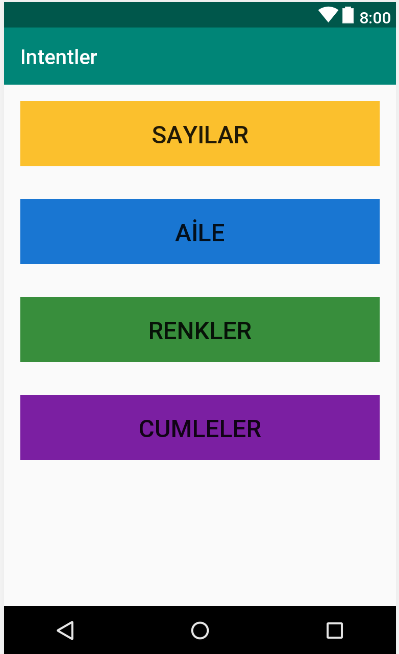 8:00
Intentler
SAYILAR
AİLE
RENKLER
CUMLELER